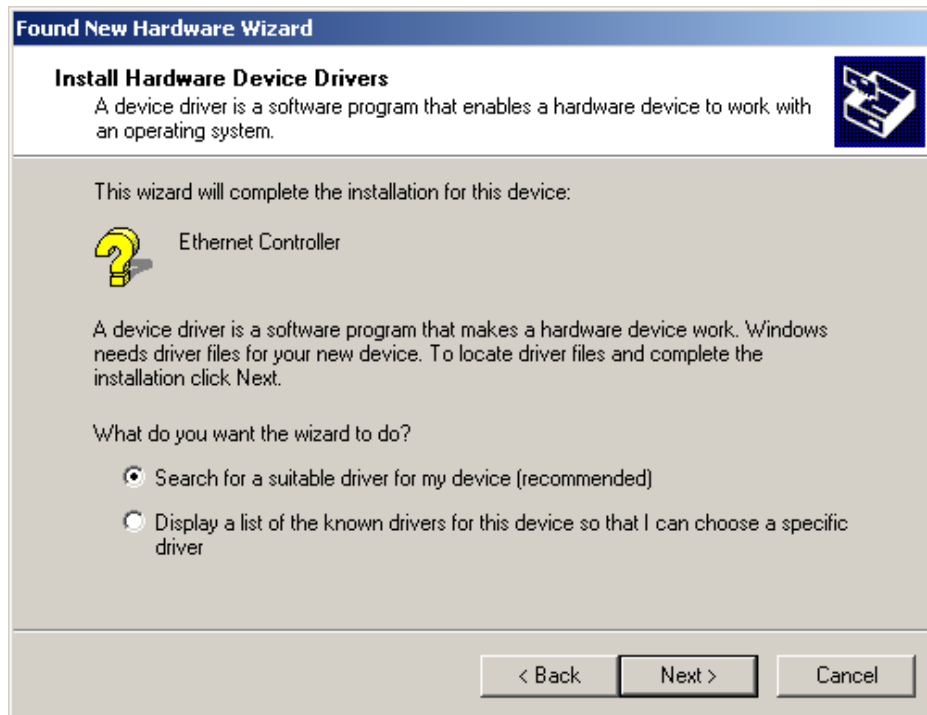 Found New Hardware Wizard
Install Hardware Device Drivers
A device driver is a software program that enables a hardware device to work with
an operating system.
This wizard will complete the installation for this device:
Ethernet Controller
A device driver is a software program that makes a hardware device work. Windows
needs driver files for your new device. To locate driver files and complete the
installation click Next.
What do you want the wizard to do?
Search for a suitable driver for my device (recommended)
Display a list of the known drivers for this device so that I can choose a specific
driver
< Back Next > Cancel